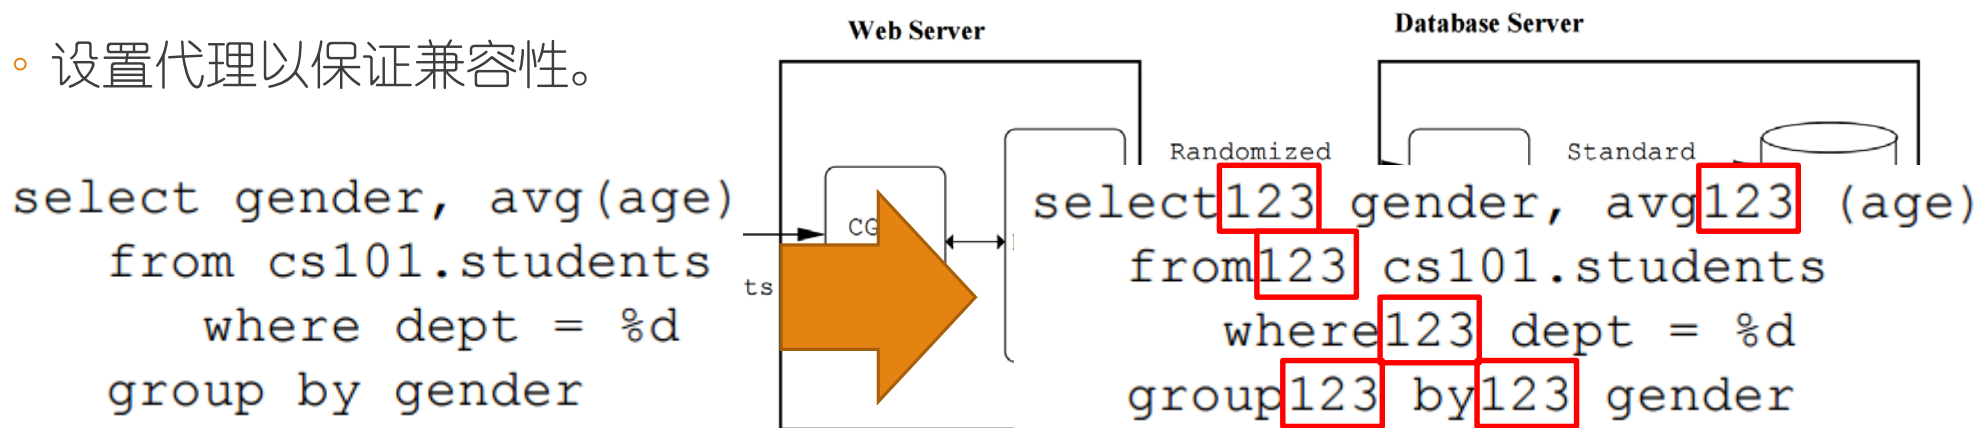 Web Server
Database Server
设置代理以保证兼容性。
Randomized
Standard
select gender, avg(age)
from cs101.students
where dept = %d
group by gender
CG
ts
select123 gender, avg123 (age)
from123 cs101.students
where123 dept = %d
group123 by123 gender